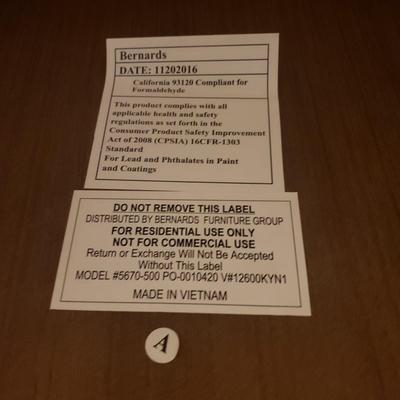 Bernards
DATE: 11202016
California 93120 Compliant for
Formaldehyde
This product complies with all
applicable health and safety
regulations as set forth in the
Consumer Product Safety Improvement
Act of 2008 (CPSIA) 16CFR-1303
Standard
For Lead and Phthalates in Paint
and Coatings
DO NOT REMOVE THIS LABEL
DISTRIBUTED BY BERNARDS FURNITURE GROUP
FOR RESIDENTIAL USE ONLY
NOT FOR COMMERCIAL USE
Return or Exchange Will Not Be Accepted
Without This Label
MODEL #5670-500 PO-0010420 V#12600KYN1
MADE IN VIETNAM
A